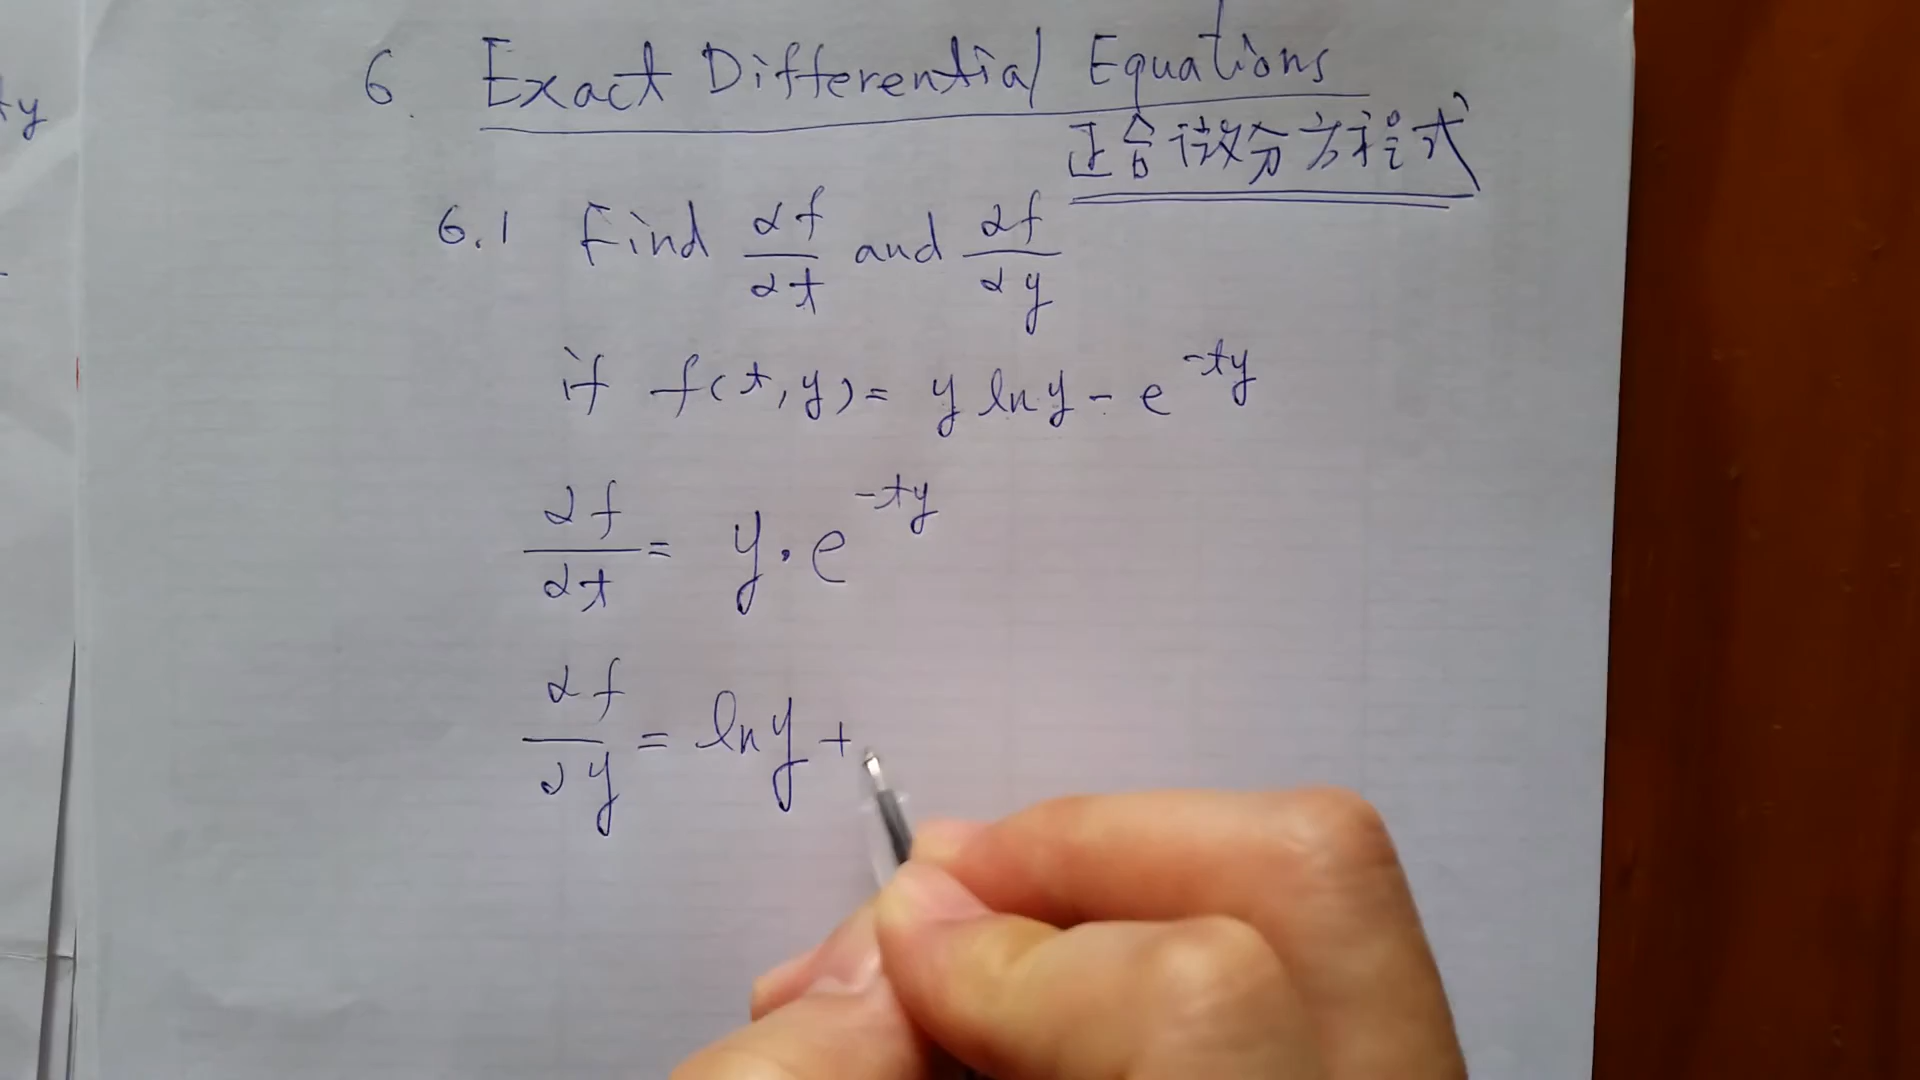 ty
6. Exact Differential Equations
正合微分方程式
6.1 Find ∂f/∂t and ∂f/∂y
if f(t,y) = y ln y - e^{-ty}
∂f/∂t = y · e^{-ty}
∂f/∂y = ln y +